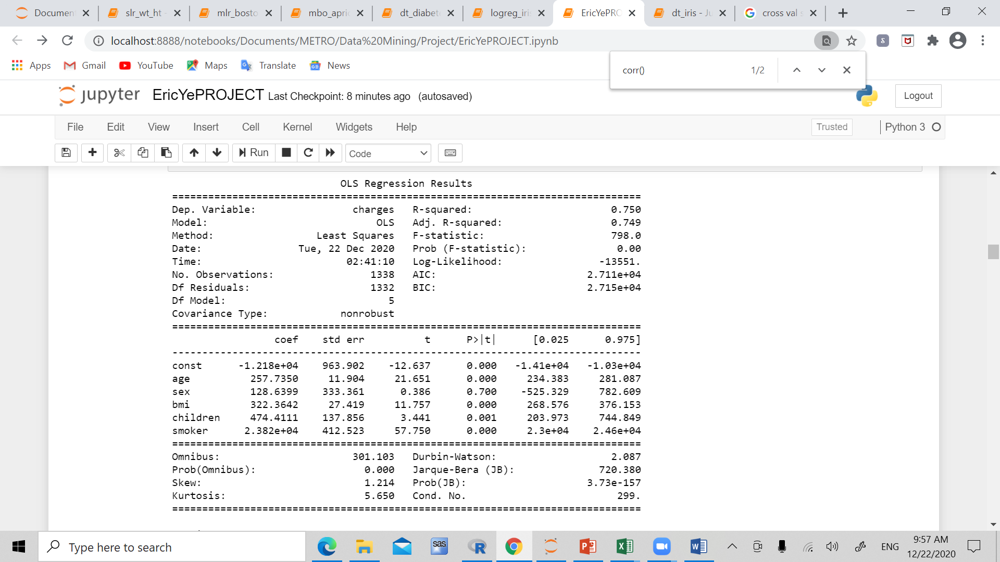 Document
slr_wt_ht
mlr_bosto
mbo_apri
dt_diabet
logreg_iri
EricYePRO
dt_iris - Ju
cross val s
localhost:8888/notebooks/Documents/METRO/Data%20Mining/Project/EricYePROJECT.ipynb
Apps
Gmail
YouTube
Maps
Translate
News
corr() 1/2
jupyter EricYePROJECT Last Checkpoint: 8 minutes ago (autosaved)
Logout
File Edit View Insert Cell Kernel Widgets Help
Trusted
Python 3
Run
Code
OLS Regression Results
==============================================================================
Dep. Variable: charges R-squared: 0.750
Model: OLS Adj. R-squared: 0.749
Method: Least Squares F-statistic: 798.0
Date: Tue, 22 Dec 2020 Prob (F-statistic): 0.00
Time: 02:41:10 Log-Likelihood: -13551.
No. Observations: 1338 AIC: 2.711e+04
Df Residuals: 1332 BIC: 2.715e+04
Df Model: 5
Covariance Type: nonrobust
==============================================================================
coef std err t P>|t| [0.025 0.975]
------------------------------------------------------------------------------
const -1.218e+04 963.902 -12.637 0.000 -1.41e+04 -1.03e+04
age 257.7350 11.904 21.651 0.000 234.383 281.087
sex 128.6399 333.361 0.386 0.700 -525.329 782.609
bmi 322.3642 27.419 11.757 0.000 268.576 376.153
children 474.4111 137.856 3.441 0.001 203.973 744.849
smoker 2.382e+04 412.523 57.750 0.000 2.3e+04 2.46e+04
==============================================================================
Omnibus: 301.103 Durbin-Watson: 2.087
Prob(Omnibus): 0.000 Jarque-Bera (JB): 720.380
Skew: 1.214 Prob(JB): 3.73e-157
Kurtosis: 5.650 Cond. No. 299.
==============================================================================
Type here to search
sas
ENG
9:57 AM
12/22/2020